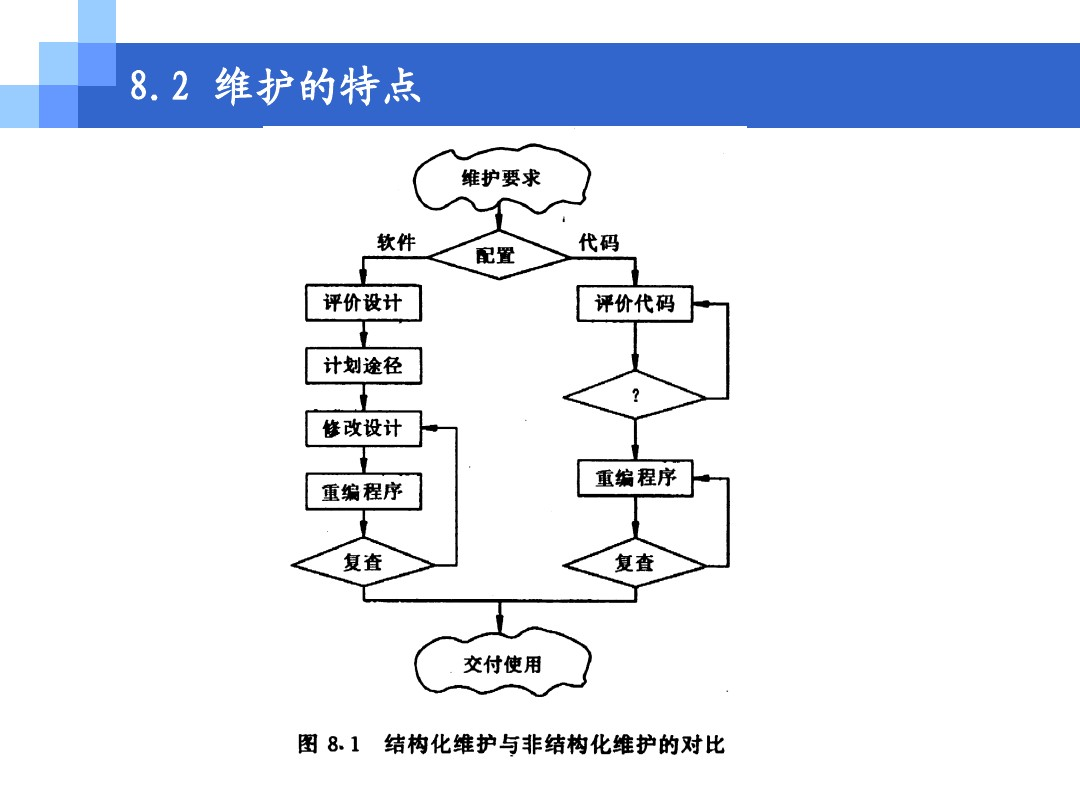 8.2 维护的特点
维护要求
软件
配置
代码
评价设计
计划途径
修改设计
重编程序
复查
评价代码
?
重编程序
复查
交付使用
图 8.1 结构化维护与非结构化维护的对比